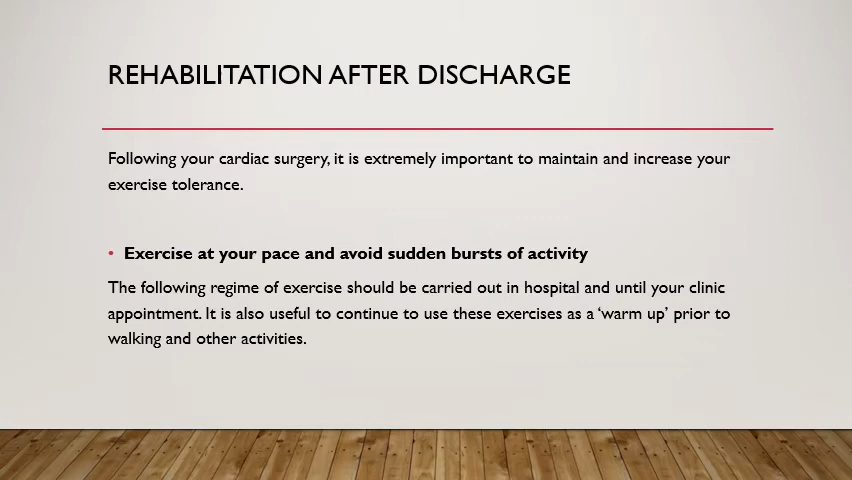 REHABILITATION AFTER DISCHARGE
Following your cardiac surgery, it is extremely important to maintain and increase your
exercise tolerance.
• Exercise at your pace and avoid sudden bursts of activity
The following regime of exercise should be carried out in hospital and until your clinic
appointment. It is also useful to continue to use these exercises as a ‘warm up’ prior to
walking and other activities.